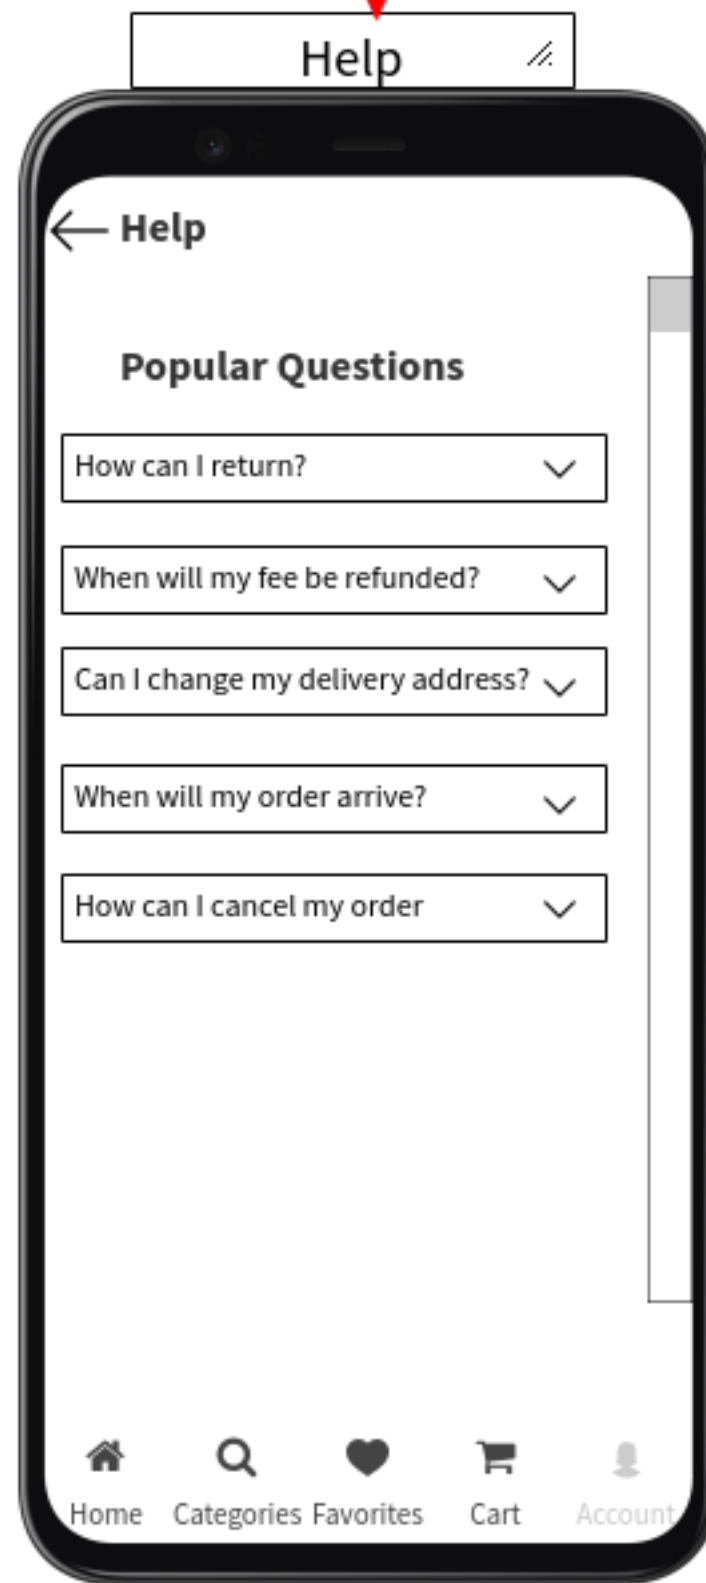 Help
Help
Popular Questions
How can I return?
When will my fee be refunded?
Can I change my delivery address?
When will my order arrive?
How can I cancel my order
Home Categories Favorites Cart Account